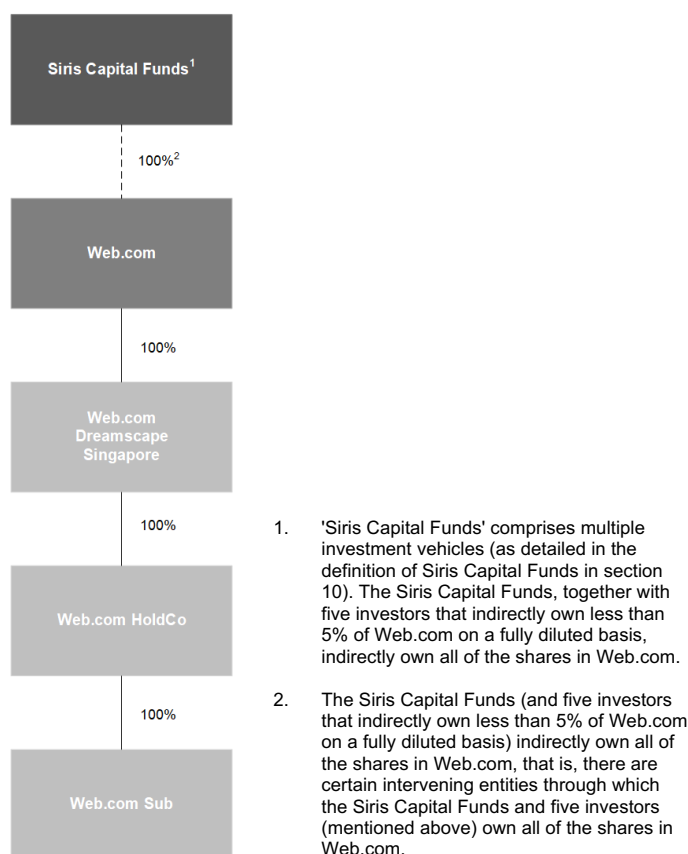 Siris Capital Funds1
100%2
Web.com
100%
Web.com
Dreamscape
Singapore
100%
Web.com HoldCo
100%
Web.com Sub
1. 'Siris Capital Funds' comprises multiple
investment vehicles (as detailed in the
definition of Siris Capital Funds in section
10). The Siris Capital Funds, together with
five investors that indirectly own less than
5% of Web.com on a fully diluted basis,
indirectly own all of the shares in Web.com.
2. The Siris Capital Funds (and five investors
that indirectly own less than 5% of Web.com
on a fully diluted basis) indirectly own all of
the shares in Web.com, that is, there are
certain intervening entities through which
the Siris Capital Funds and five investors
(mentioned above) own all of the shares in
Web.com.